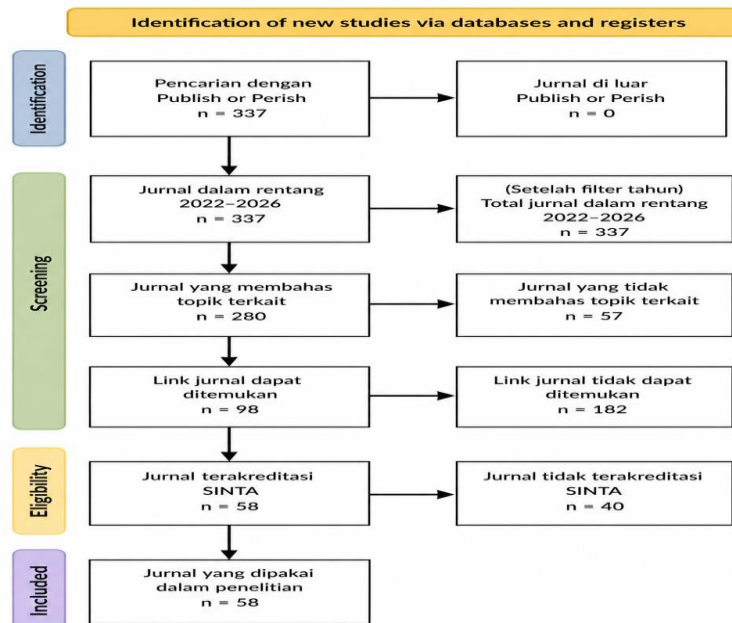 Identification of new studies via databases and registers
Identification
Pencarian dengan
Publish or Perish
n = 337
Jurnal di luar
Publish or Perish
n = 0
Screening
Jurnal dalam rentang
2022–2026
n = 337
(Setelah filter tahun)
Total jurnal dalam rentang
2022–2026
n = 337
Jurnal yang membahas
topik terkait
n = 280
Jurnal yang tidak
membahas topik terkait
n = 57
Link jurnal dapat
ditemukan
n = 98
Link jurnal tidak dapat
ditemukan
n = 182
Eligibility
Jurnal terakreditasi
SINTA
n = 58
Jurnal tidak terakreditasi
SINTA
n = 40
Included
Jurnal yang dipakai
dalam penelitian
n = 58